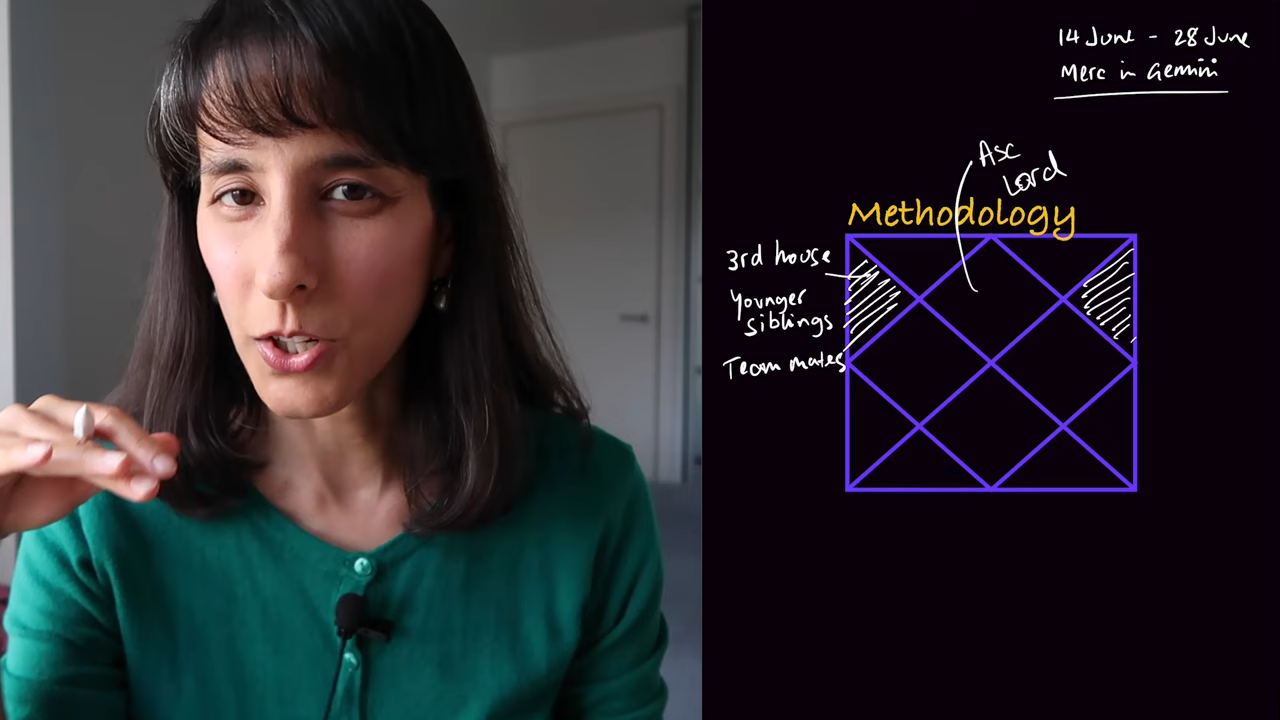 14 June - 28 June
Merc in Gemini
Asc
Lord
Methodology
3rd house
Younger
siblings
Team mates